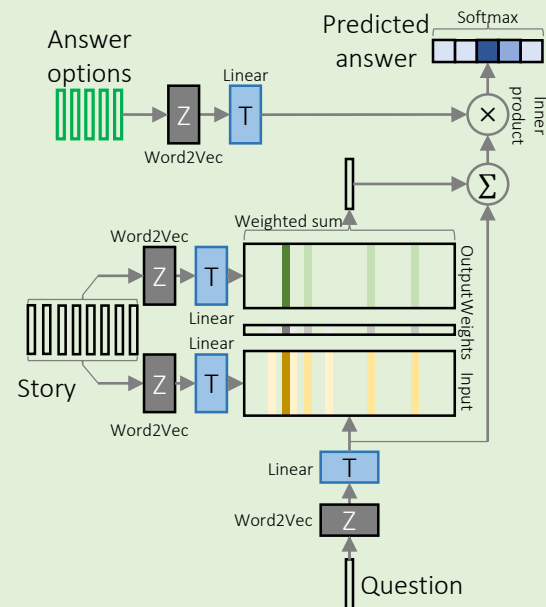 Predicted
answer
Softmax
Answer
options
Linear
Z
T
Word2Vec
×
Inner
product
Σ
Weighted sum
Word2Vec
Z
T
Output
Linear
Weights
Linear
Story
Z
T
Input
Word2Vec
Linear
T
Word2Vec
Z
Question